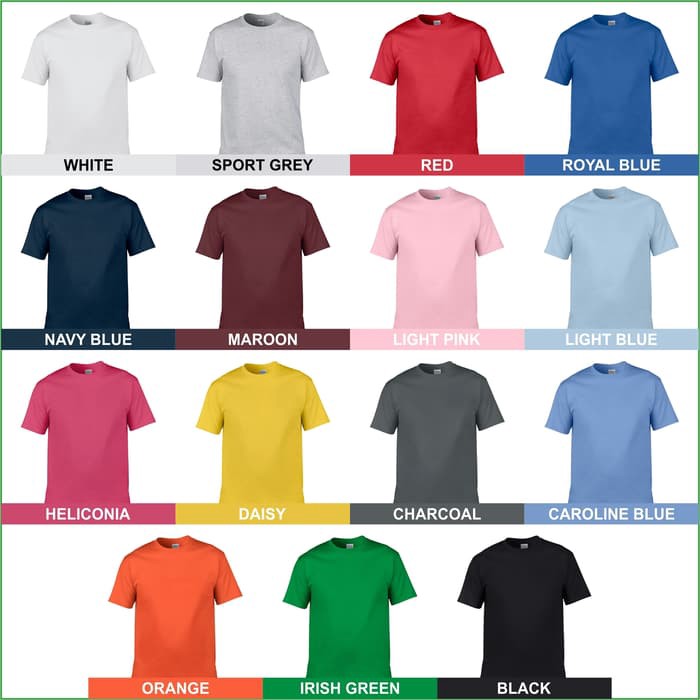 WHITE
SPORT GREY
RED
ROYAL BLUE
NAVY BLUE
MAROON
LIGHT PINK
LIGHT BLUE
HELICONIA
DAISY
CHARCOAL
CAROLINE BLUE
ORANGE
IRISH GREEN
BLACK